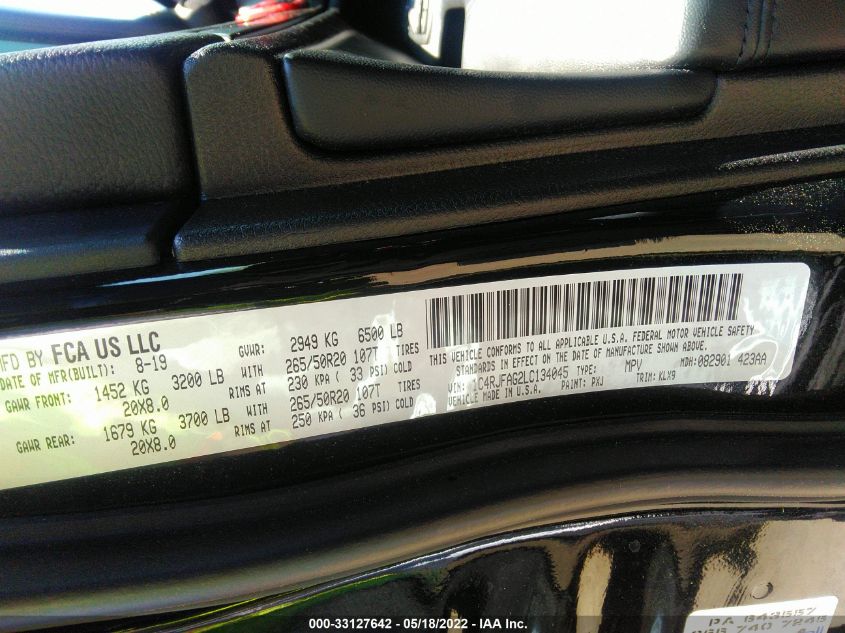 MFD BY FCA US LLC
DATE OF MFR(BUILT): 8-19 GVWR: 2949 KG 6500 LB
GAWR FRONT: 1452 KG 3200 LB WITH 265/50R20 107T TIRES
20X8.0 RIMS AT 230 KPA ( 33 PSI) COLD
GAWR REAR: 1679 KG 3700 LB WITH 265/50R20 107T TIRES
20X8.0 RIMS AT 250 KPA ( 36 PSI) COLD
THIS VEHICLE CONFORMS TO ALL APPLICABLE U.S.A. FEDERAL MOTOR VEHICLE SAFETY
STANDARDS IN EFFECT ON THE DATE OF MANUFACTURE SHOWN ABOVE.
VIN: 1C4RJFAG2LC134045 TYPE: MPV MDH: 082901 423AA
VEHICLE MADE IN U.S.A. PAINT: PXJ TRIM: KLX9
PA
740 7848
000-33127642 - 05/18/2022 - IAA Inc.